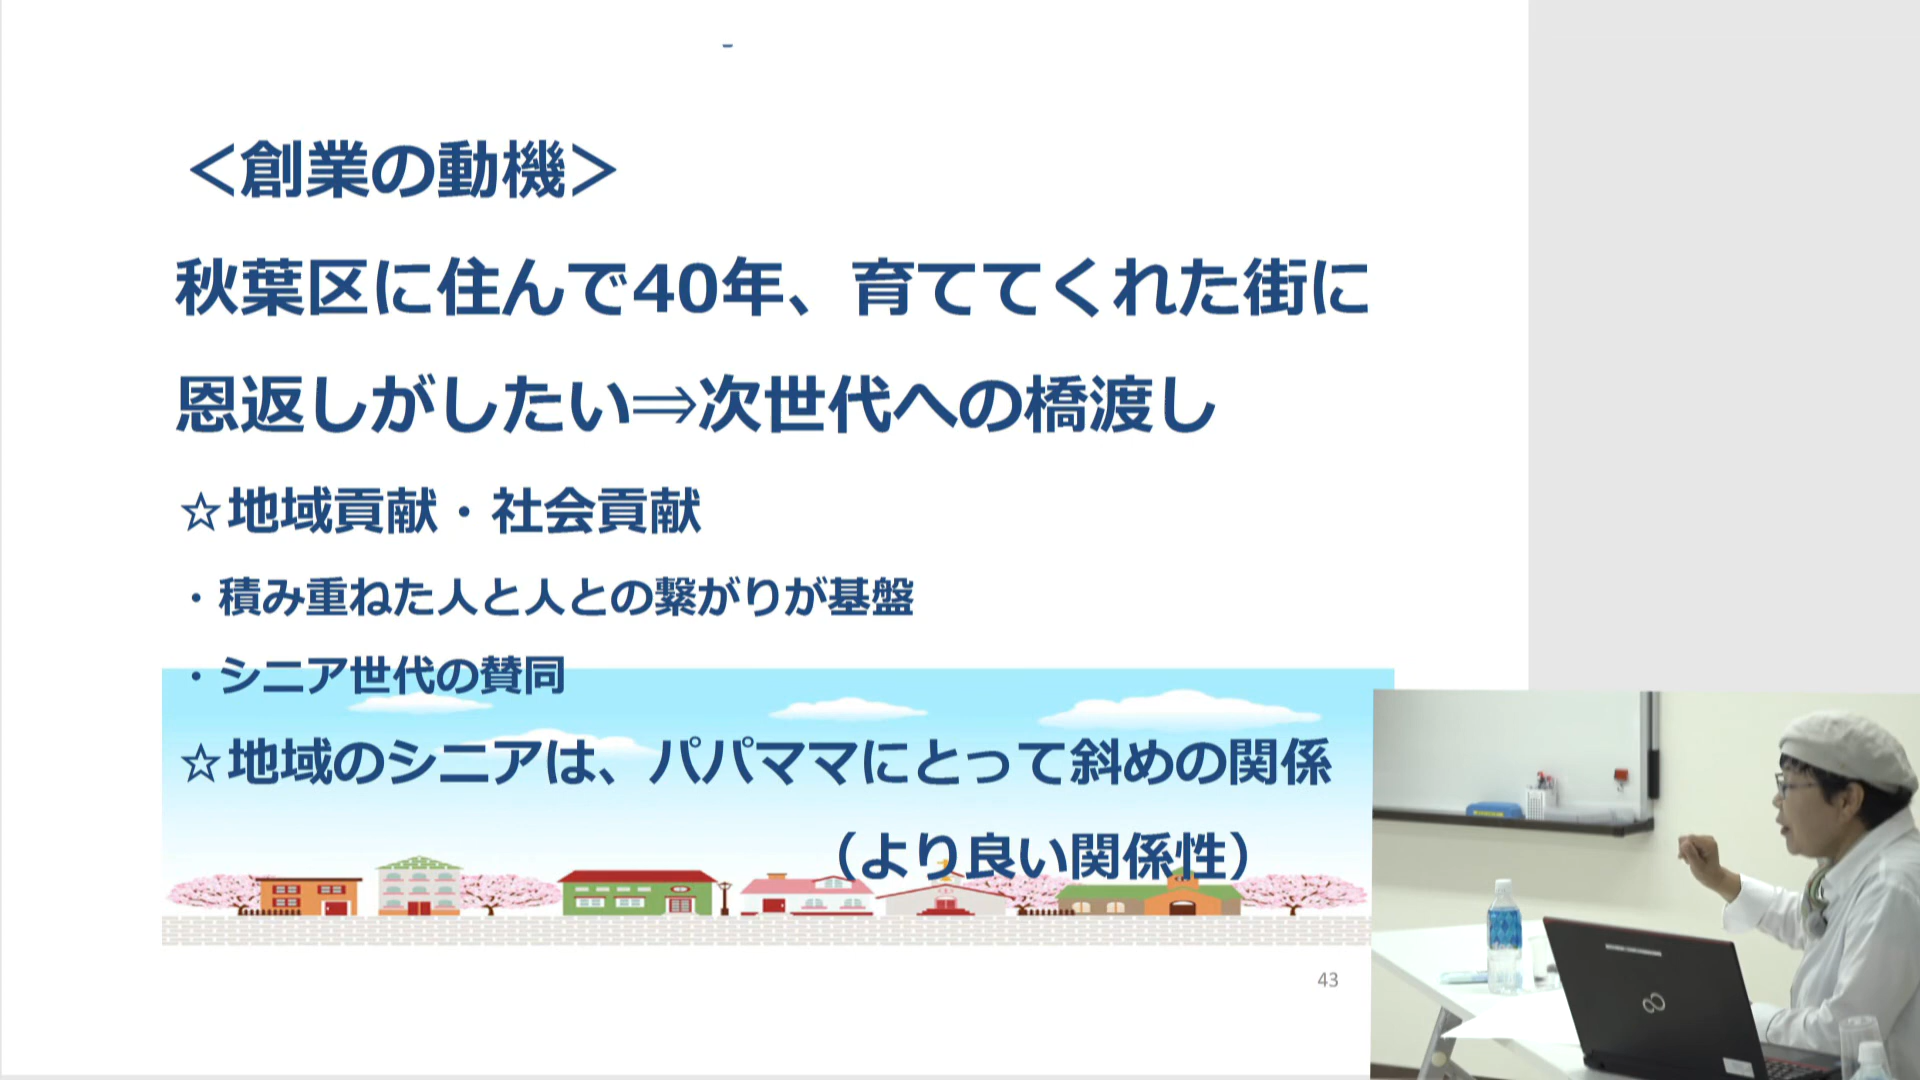 ＜創業の動機＞
秋葉区に住んで40年、育ててくれた街に
恩返しがしたい⇒次世代への橋渡し
☆地域貢献・社会貢献
・積み重ねた人と人との繋がりが基盤
・シニア世代の賛同
☆地域のシニアは、パパママにとって斜めの関係
（より良い関係性）
43